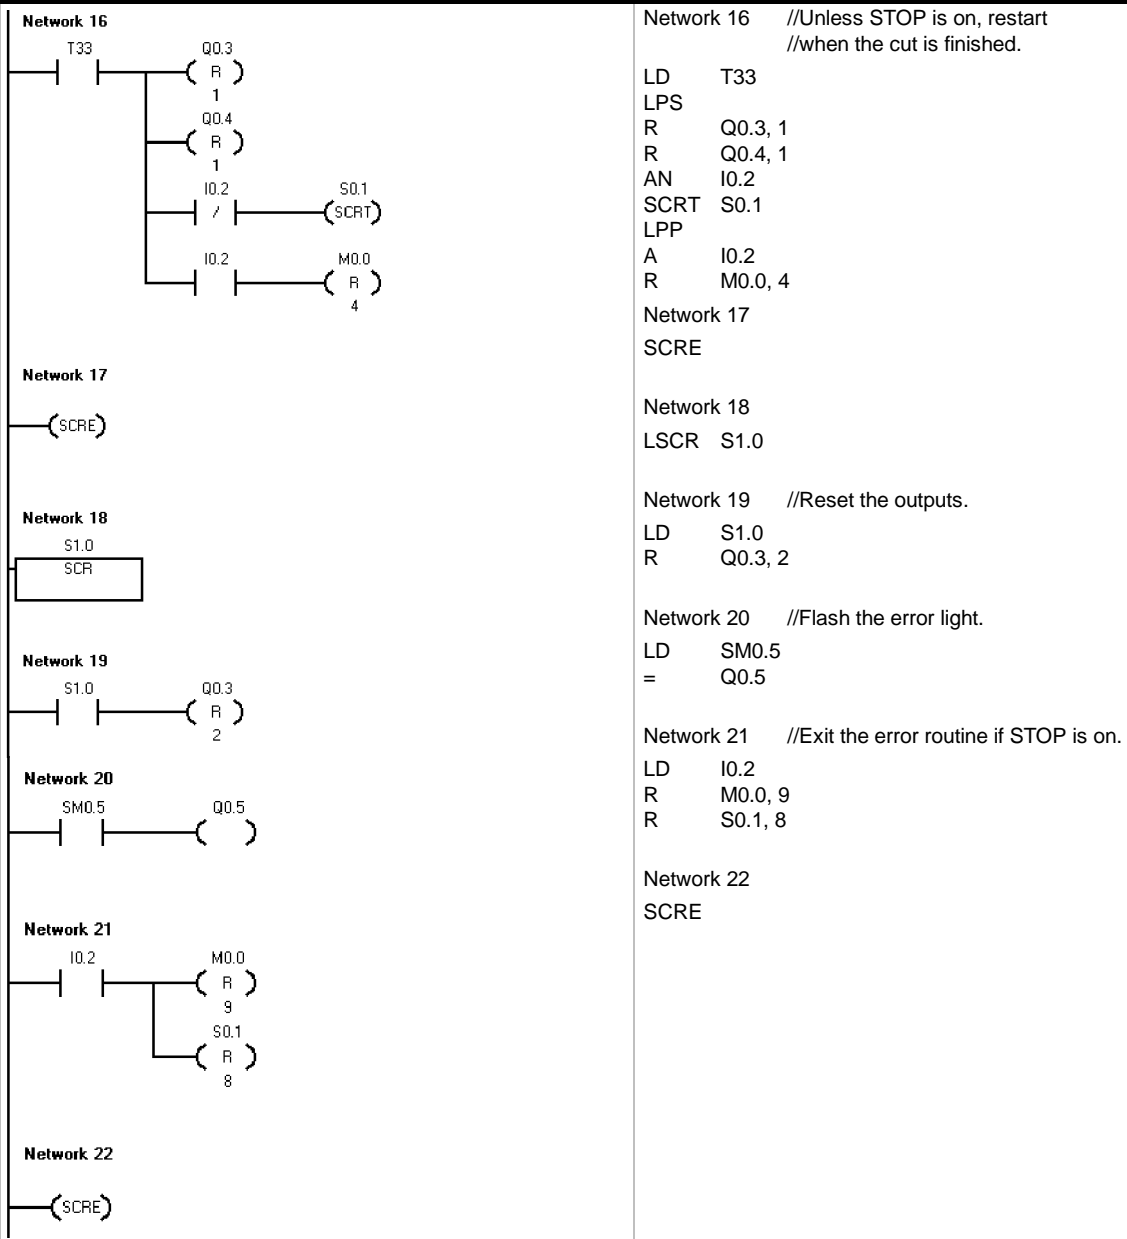 Network 16
T33
Q0.3
R
1
Q0.4
R
1
I0.2
/
S0.1
SCRT
I0.2
M0.0
R
4
Network 17
SCRE
Network 18
S1.0
SCR
Network 19
S1.0
Q0.3
R
2
Network 20
SM0.5
Q0.5
Network 21
I0.2
M0.0
R
9
S0.1
R
8
Network 22
SCRE
Network 16 //Unless STOP is on, restart
//when the cut is finished.
LD T33
LPS
R Q0.3, 1
R Q0.4, 1
AN I0.2
SCRT S0.1
LPP
A I0.2
R M0.0, 4
Network 17
SCRE
Network 18
LSCR S1.0
Network 19 //Reset the outputs.
LD S1.0
R Q0.3, 2
Network 20 //Flash the error light.
LD SM0.5
= Q0.5
Network 21 //Exit the error routine if STOP is on.
LD I0.2
R M0.0, 9
R S0.1, 8
Network 22
SCRE